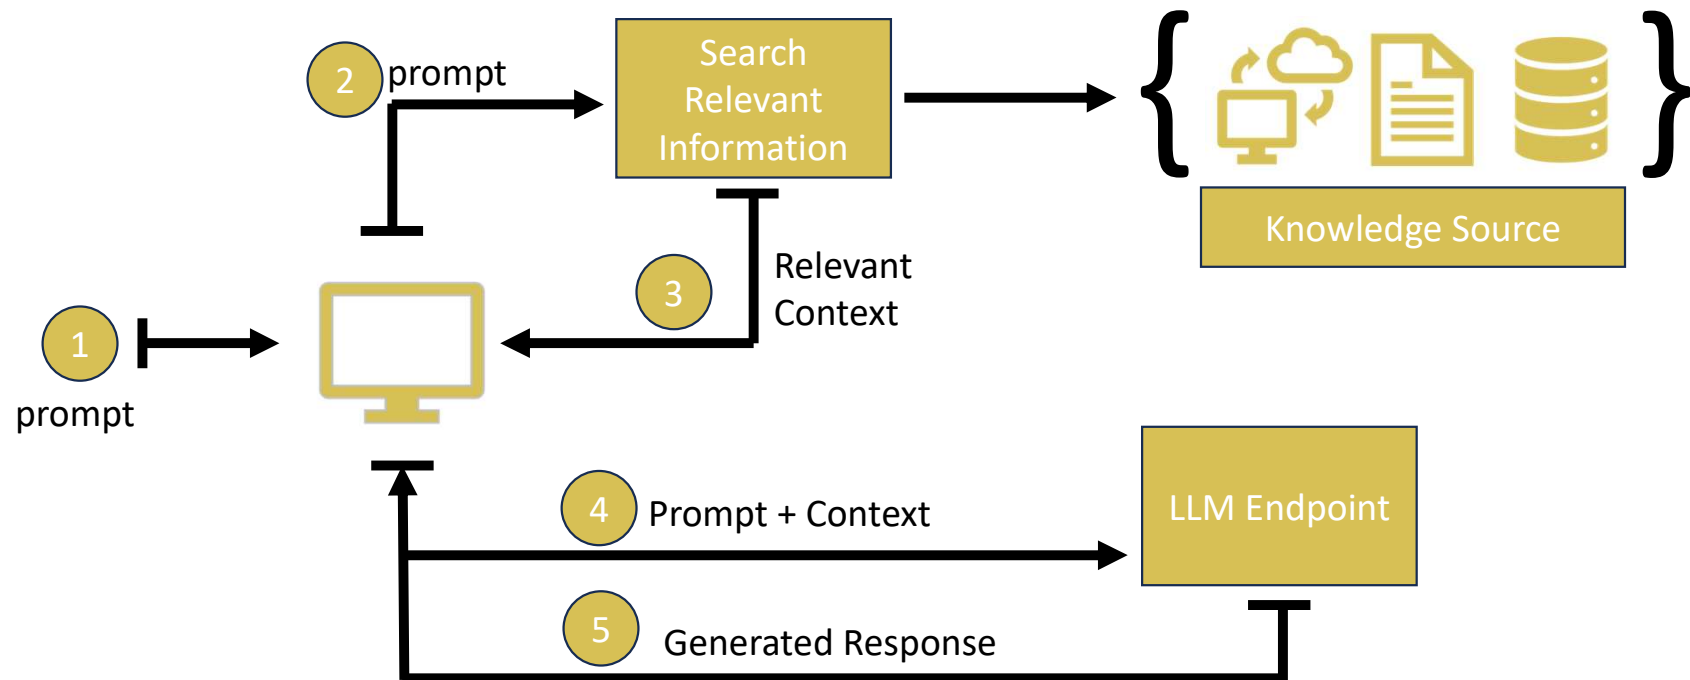 2
prompt
Search
Relevant
Information
Knowledge Source
3
Relevant
Context
1
prompt
4
Prompt + Context
LLM Endpoint
5
Generated Response